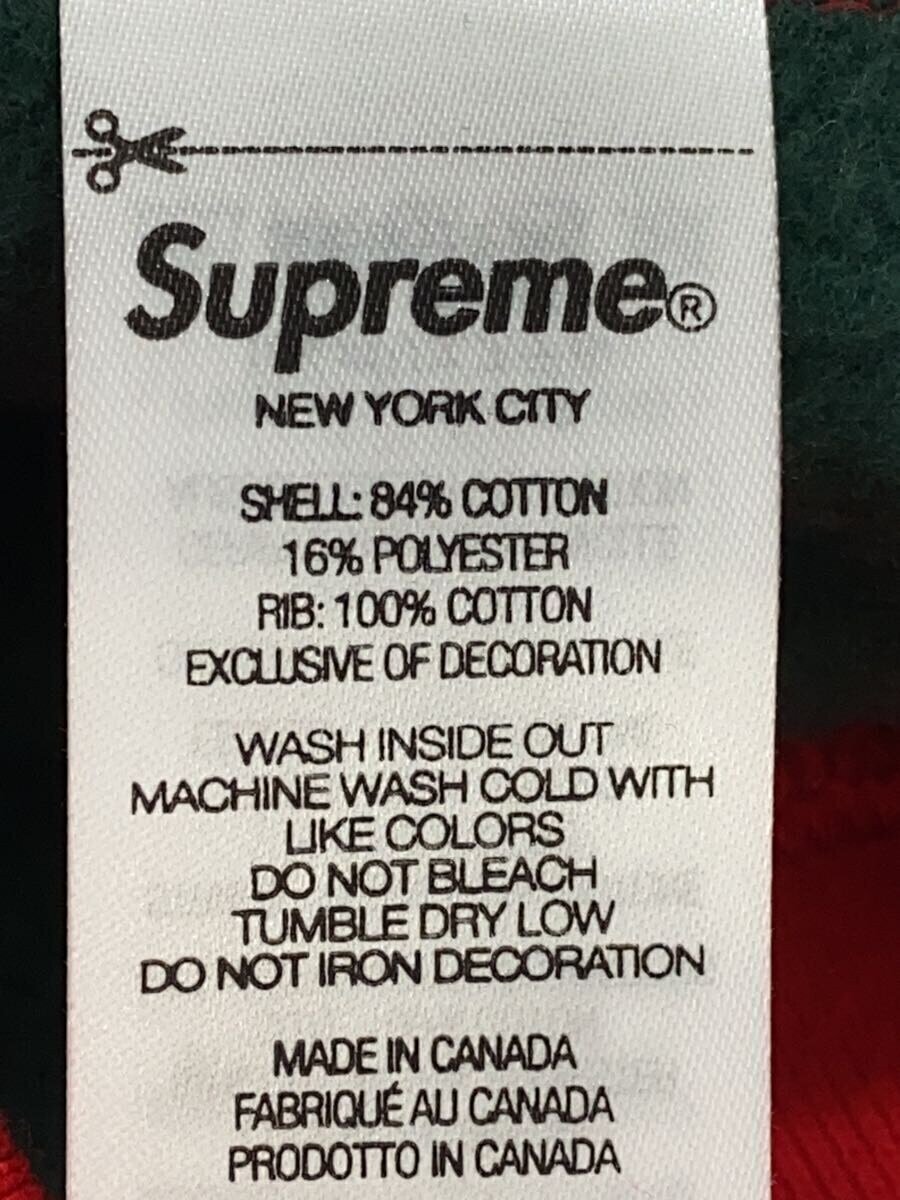 Supreme®
NEW YORK CITY
SHELL: 84% COTTON
16% POLYESTER
RIB: 100% COTTON
EXCLUSIVE OF DECORATION
WASH INSIDE OUT
MACHINE WASH COLD WITH
LIKE COLORS
DO NOT BLEACH
TUMBLE DRY LOW
DO NOT IRON DECORATION
MADE IN CANADA
FABRIQUÉ AU CANADA
PRODOTTO IN CANADA